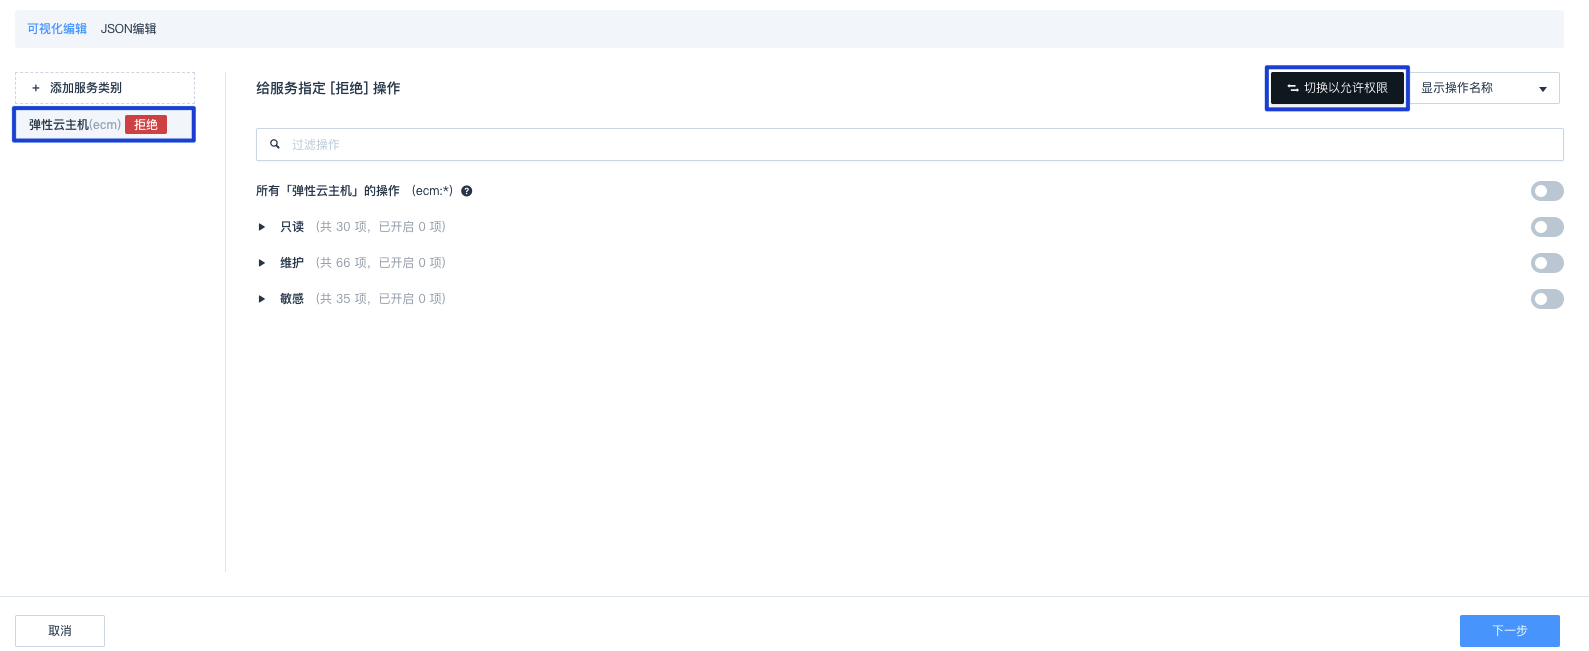 可视化编辑 JSON编辑
+ 添加服务类别
弹性云主机(ecm) 拒绝
给服务指定 [拒绝] 操作
切换以允许权限
显示操作名称
过滤操作
所有「弹性云主机」的操作 (ecm:*) ?
只读 (共 30 项，已开启 0 项)
维护 (共 66 项，已开启 0 项)
敏感 (共 35 项，已开启 0 项)
取消
下一步